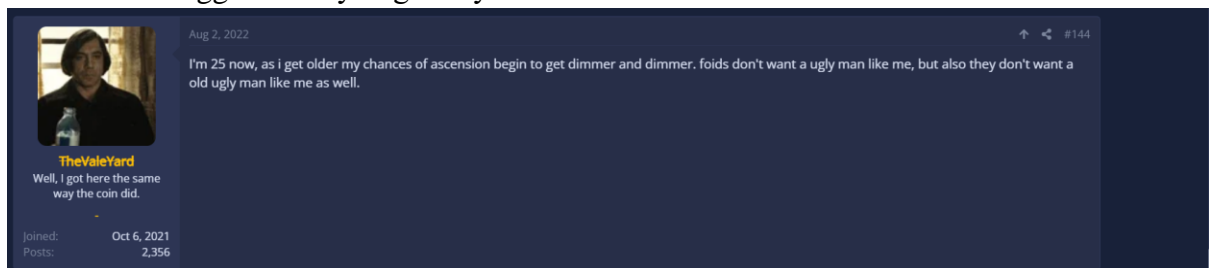 Aug 2, 2022
#144
I'm 25 now, as i get older my chances of ascension begin to get dimmer and dimmer. foids don't want a ugly man like me, but also they don't want a
old ugly man like me as well.
TheValeYard
Well, I got here the same
way the coin did.
-
Joined: Oct 6, 2021
Posts: 2,356